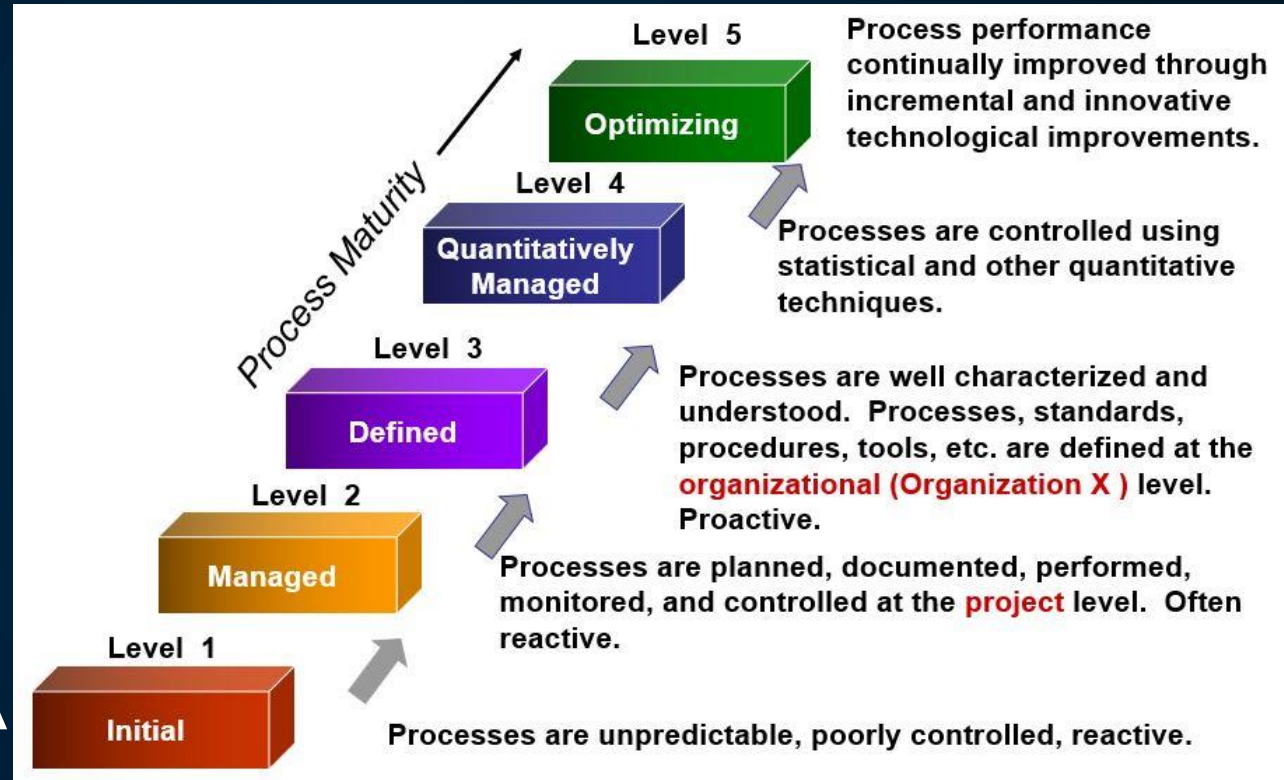 Level 5
Optimizing
Process performance
continually improved through
incremental and innovative
technological improvements.
Process Maturity
Level 4
Quantitatively
Managed
Processes are controlled using
statistical and other quantitative
techniques.
Level 3
Defined
Processes are well characterized and
understood. Processes, standards,
procedures, tools, etc. are defined at the
organizational (Organization X ) level.
Proactive.
Level 2
Managed
Processes are planned, documented, performed,
monitored, and controlled at the project level. Often
reactive.
Level 1
Initial
Processes are unpredictable, poorly controlled, reactive.